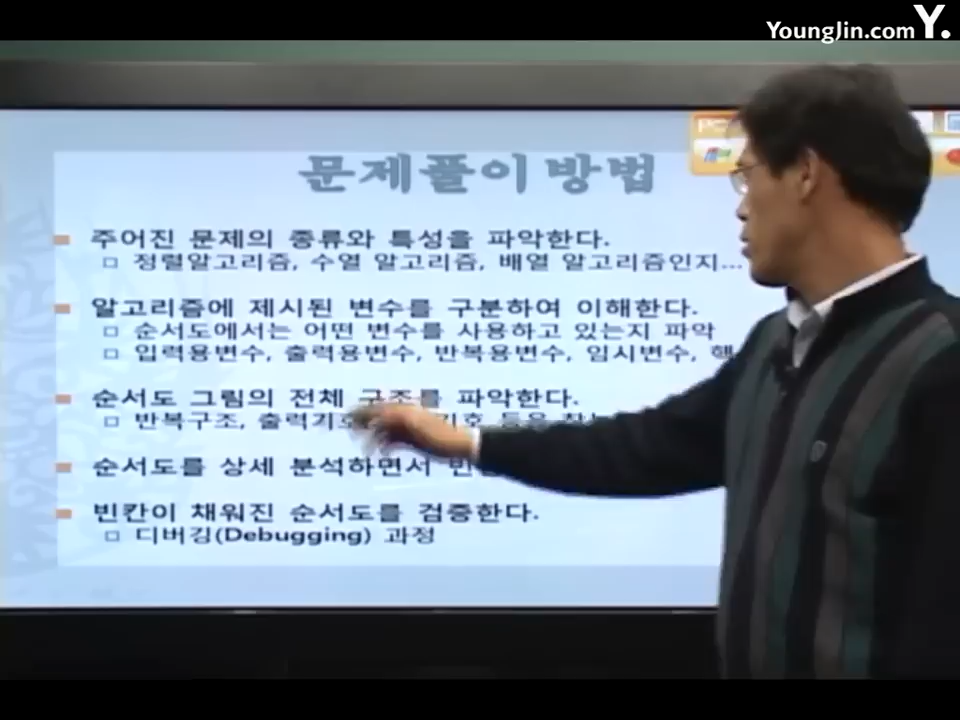 YoungJin.com Y.
문제풀이 방법
주어진 문제의 종류와 특성을 파악한다.
정렬알고리즘, 수열 알고리즘, 배열 알고리즘인지...
알고리즘에 제시된 변수를 구분하여 이해한다.
순서도에서는 어떤 변수를 사용하고 있는지 파악
입력용변수, 출력용변수, 반복용변수, 임시변수,
순서도 그림의 전체 구조를 파악한다.
반복구조, 출력기호 기호 등을
순서도를 상세 분석하면서
빈칸이 채워진 순서도를 검증한다.
디버깅(Debugging) 과정